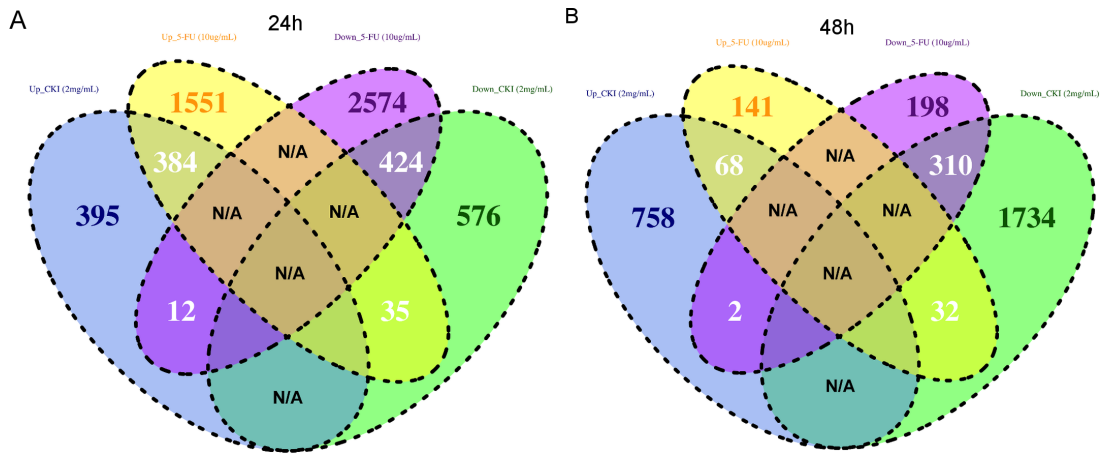 A
24h
Up_5-FU (10ug/mL)
Down_5-FU (10ug/mL)
Up_CKI (2mg/mL)
Down_CKI (2mg/mL)
1551
2574
N/A
384
424
395
N/A
N/A
576
N/A
12
35
N/A
B
48h
Up_5-FU (10ug/mL)
Down_5-FU (10ug/mL)
Up_CKI (2mg/mL)
Down_CKI (2mg/mL)
141
198
N/A
68
310
758
N/A
N/A
1734
N/A
2
32
N/A